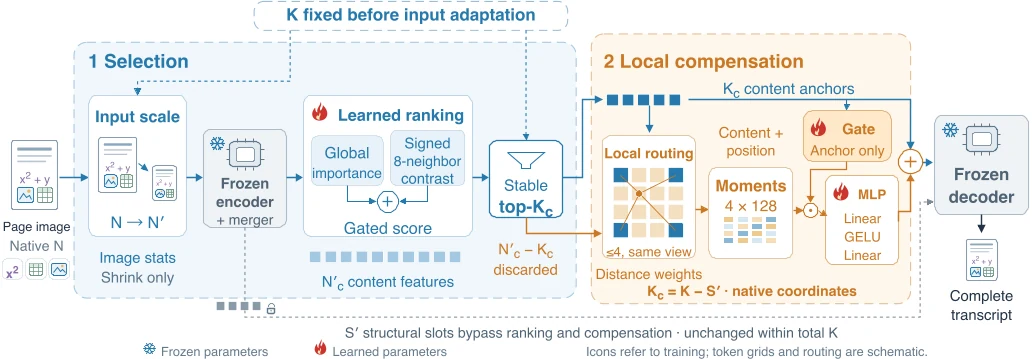 K fixed before input adaptation
1 Selection
2 Local compensation
Input scale
x² + y
x² + y
N → N′
Image stats
Shrink only
x² + y
Page image
Native N
x²
Frozen
encoder
+ merger
Learned ranking
Global
importance
Signed
8-neighbor
contrast
Gated score
N′c content features
Stable
top-Kc
N′c – Kc
discarded
Kc content anchors
Local routing
≤4, same view
Distance weights
Content +
position
Moments
4 × 128
Gate
Anchor only
MLP
Linear
GELU
Linear
Kc = K – S′ · native coordinates
Frozen
decoder
x² + y
Complete
transcript
S′ structural slots bypass ranking and compensation · unchanged within total K
Frozen parameters
Learned parameters
Icons refer to training; token grids and routing are schematic.